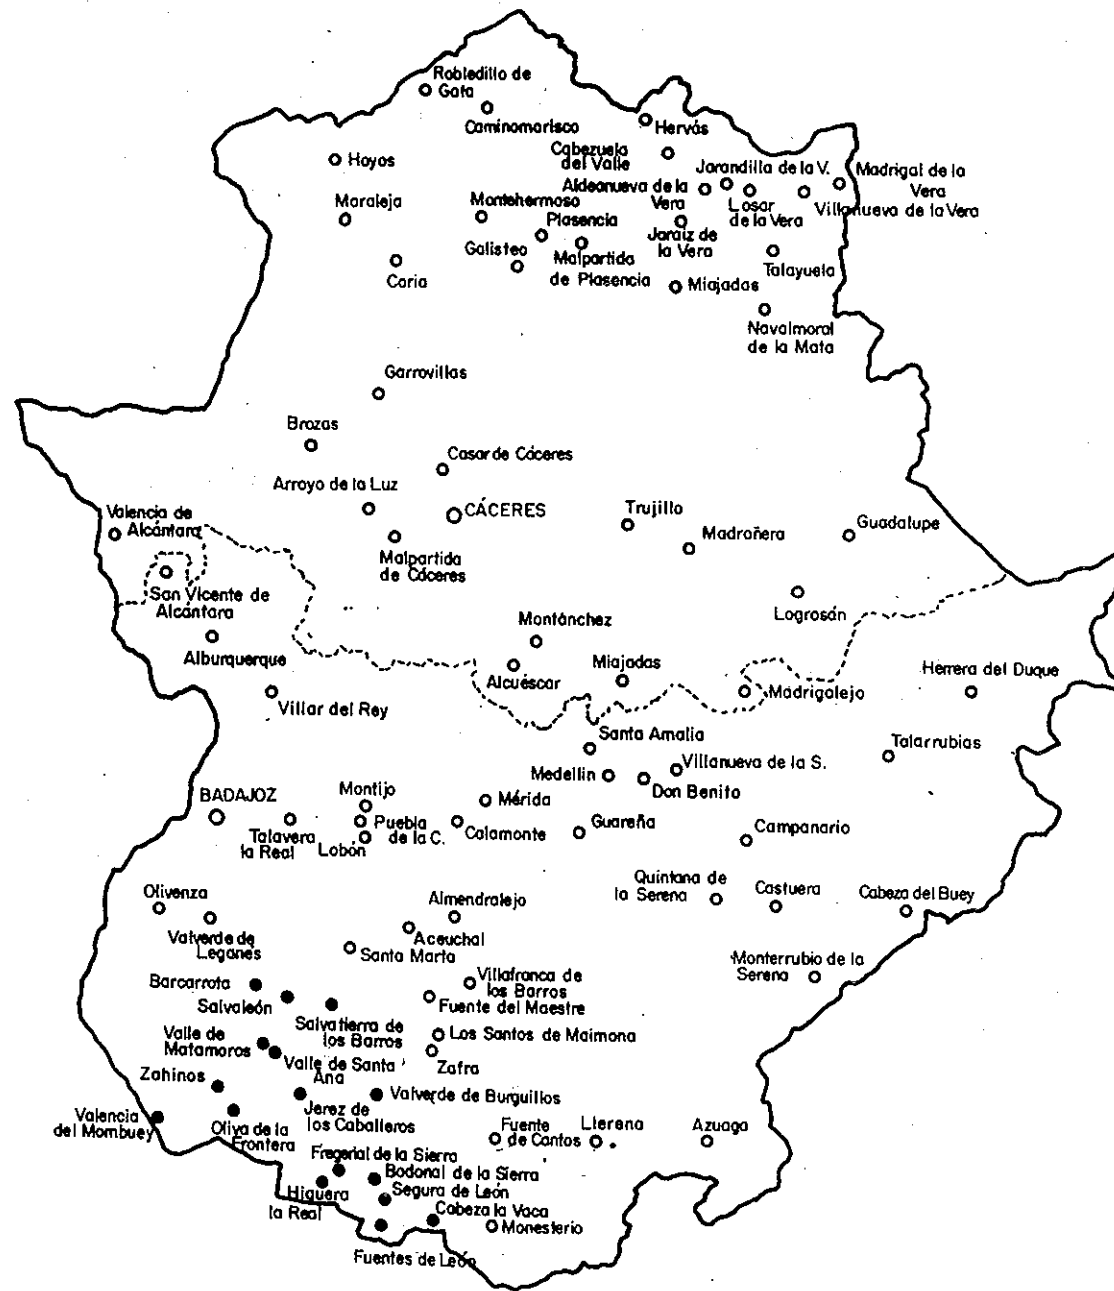 Robledillo de
Gata
Caminomorisco
Hervás
Cabezuela
del Valle
Hoyos
Jarandilla de la V.
Madrigal de la
Vera
Aldeanueva de la
Vera
Losar
de la Vera
Villanueva de la Vera
Moraleja
Montehermoso
Plasencia
Jaraíz de
la Vera
Galisteo
Malpartida
de Plasencia
Talayuela
Coria
Miajadas
Navalmoral
de la Mata
Garrovillas
Brozas
Casar de Cáceres
Arroyo de la Luz
CÁCERES
Valencia de
Alcántara
Trujillo
Madroñera
Guadalupe
Malpartida
de Cáceres
San Vicente de
Alcántara
Logrosán
Montánchez
Alburquerque
Alcuéscar
Miajadas
Herrera del Duque
Madrigalejo
Villar del Rey
Santa Amalia
Talarrubias
Medellin
Villanueva de la S.
Don Benito
BADAJOZ
Montijo
Mérida
Talavera
la Real
Puebla
de la C.
Lobón
Calamonte
Guareña
Campanario
Quintana de
la Serena
Castuera
Cabeza del Buey
Olivenza
Almendralejo
Valverde de
Leganés
Aceuchal
Santa Marta
Monterrubio de la
Serena
Barcarrota
Villafranca de
los Barros
Salvaleón
Fuente del Maestre
Salvatierra de
los Barros
Valle de
Matamoros
Los Santos de Maimona
Valle de Santa
Ana
Zafra
Zahinos
Valverde de Burguillos
Jerez de
los Caballeros
Valencia
del Mombuey
Oliva de la
Frontera
Fuente
de Cantos
Llerena
Azuaga
Fregerial de la Sierra
Bodonal de la Sierra
Higuera
la Real
Segura de León
Cabeza la Vaca
Monesterio
Fuentes de León